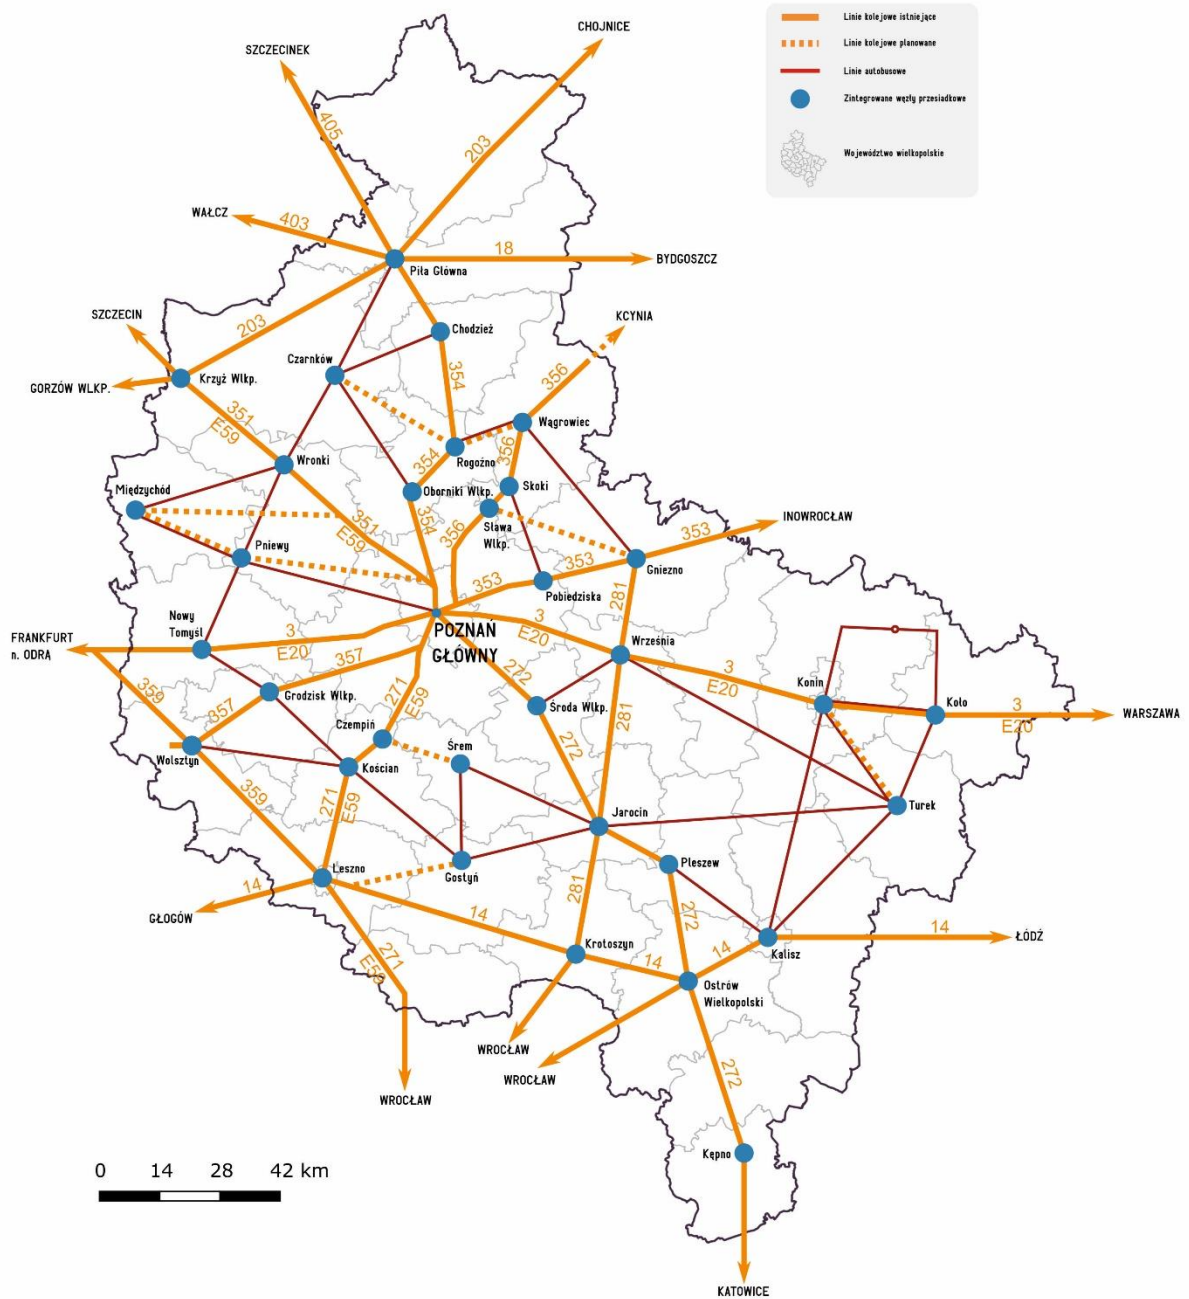 CHOJNICE
SZCZECINEK
Linie kolejowe istniejące
Linie kolejowe planowane
Linie autobusowe
Zintegrowane węzły przesiadkowe
Województwo wielkopolskie
405
203
WAŁCZ
403
18
BYDGOSZCZ
Piła Główna
SZCZECIN
203
KCYNIA
Chodzież
Czarnków
354
356
GORZÓW WLKP.
Krzyż Wlkp.
351
E59
Wągrowiec
356
Rogoźno
354
Wronki
Międzychód
Oborniki Wlkp.
Skoki
354
351
E59
356
Sława
Wlkp.
353
INOWROCŁAW
Pniewy
353
Gniezno
353
Pobiedziska
281
Nowy
Tomyśl
3
E20
POZNAŃ
GŁÓWNY
3
E20
Września
FRANKFURT
n. ODRĄ
357
272
3
E20
Konin
Koło
3
E20
WARSZAWA
359
357
Grodzisk Wlkp.
271
E59
Środa Wlkp.
281
Czempiń
272
Wolsztyn
Kościan
Śrem
359
271
E59
Jarocin
Turek
Leszno
Gostyń
Pleszew
14
GŁOGÓW
14
281
272
14
ŁÓDŹ
Kalisz
Krotoszyn
14
14
271
E59
Ostrów
Wielkopolski
WROCŁAW
WROCŁAW
272
WROCŁAW
Kępno
0 14 28 42 km
KATOWICE